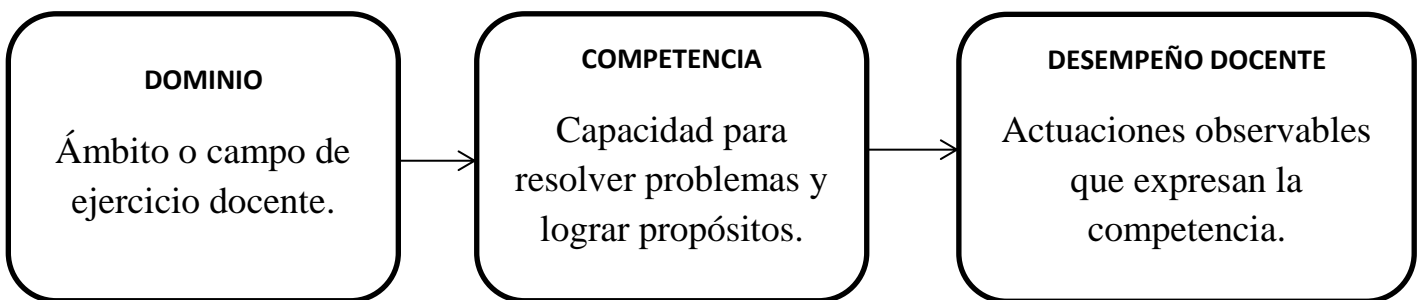 DOMINIO
Ámbito o campo de
ejercicio docente.
COMPETENCIA
Capacidad para
resolver problemas y
lograr propósitos.
DESEMPEÑO DOCENTE
Actuaciones observables
que expresan la
competencia.